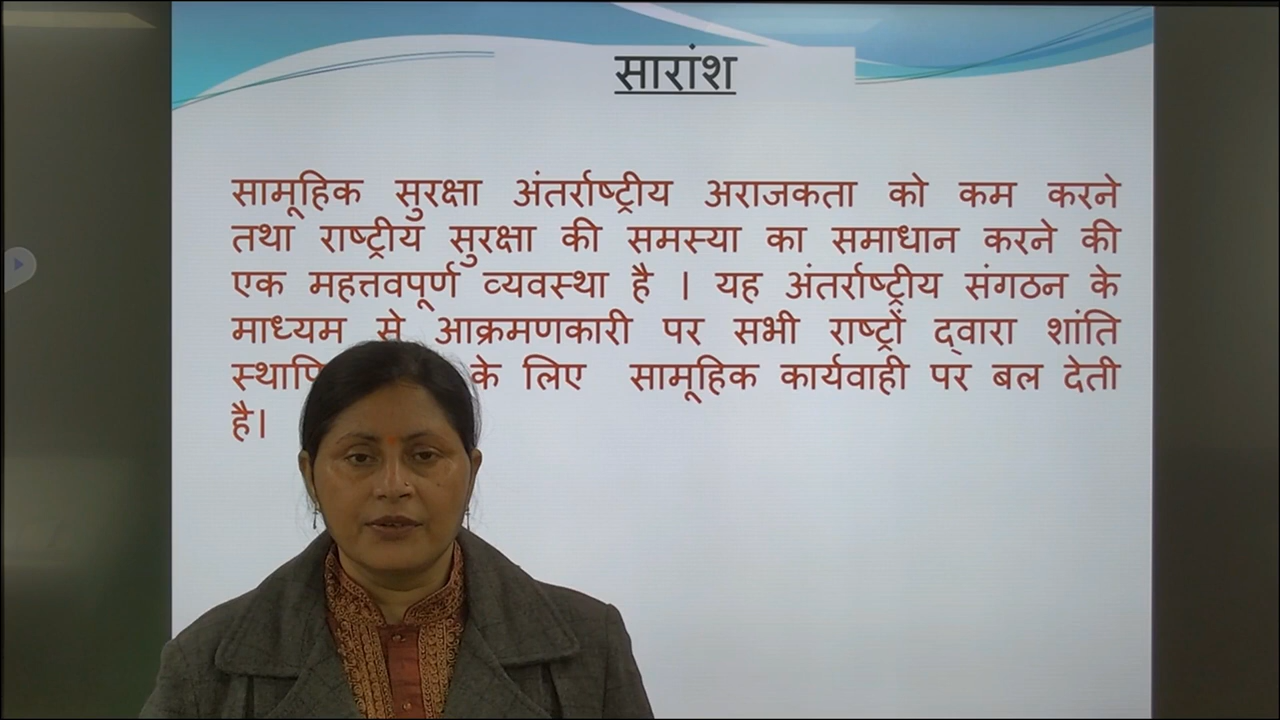 सारांश
सामूहिक सुरक्षा अंतर्राष्ट्रीय अराजकता को कम करने
तथा राष्ट्रीय सुरक्षा की समस्या का समाधान करने की
एक महत्तवपूर्ण व्यवस्था है ।  यह अंतर्राष्ट्रीय संगठन के
माध्यम से आक्रमणकारी पर सभी राष्ट्रों द्वारा शांति
के लिए सामूहिक कार्यवाही पर बल देती
है।